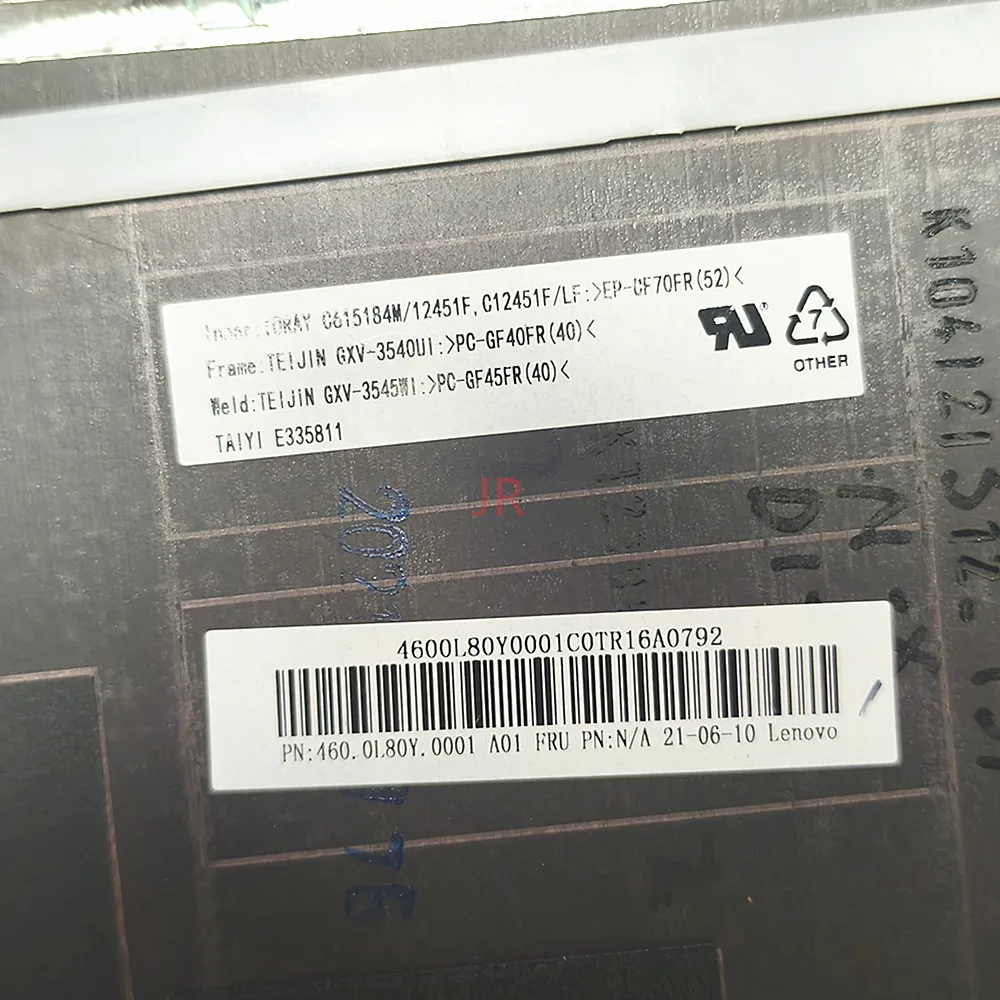 TORAY C615184M/12451F, C12451F/LF:>EP-CF70FR(52)<
Frame:TEIJIN GXV-3540UI:>PC-GF40FR(40)<
Weld:TEIJIN GXV-3545WI:>PC-GF45FR(40)<
TAIYI E335811
RU
7
OTHER
JR
4600L80Y0001C0TR16A0792
PN:460.0L80Y.0001 A01 FRU PN:N/A 21-06-10 Lenovo